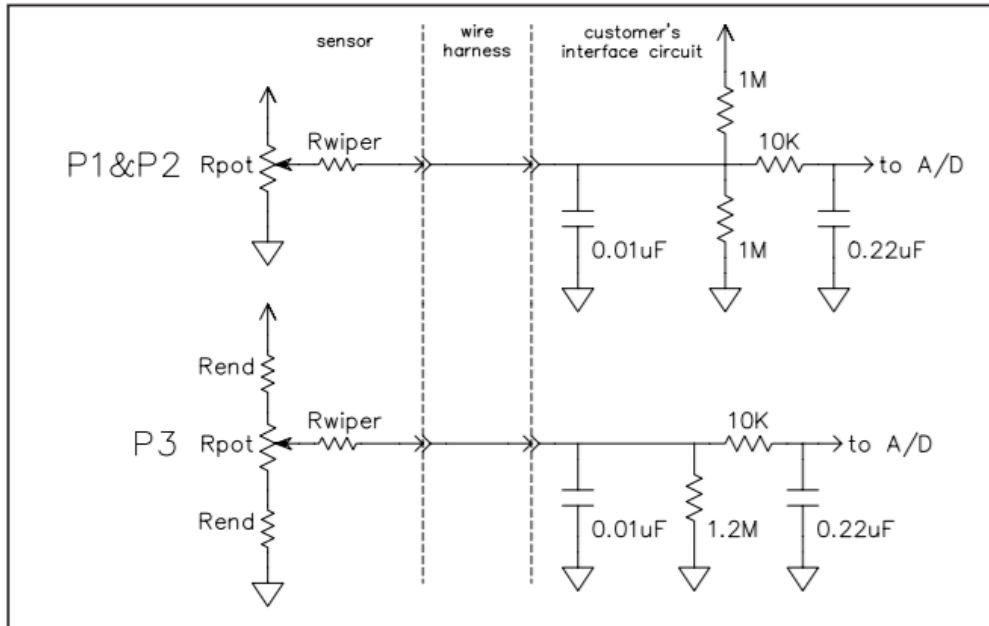 sensor
wire
harness
customer's
interface circuit
1M
P1&P2
Rpot
Rwiper
10K
to A/D
0.01uF
1M
0.22uF
Rend
P3
Rpot
Rwiper
10K
to A/D
Rend
0.01uF
1.2M
0.22uF